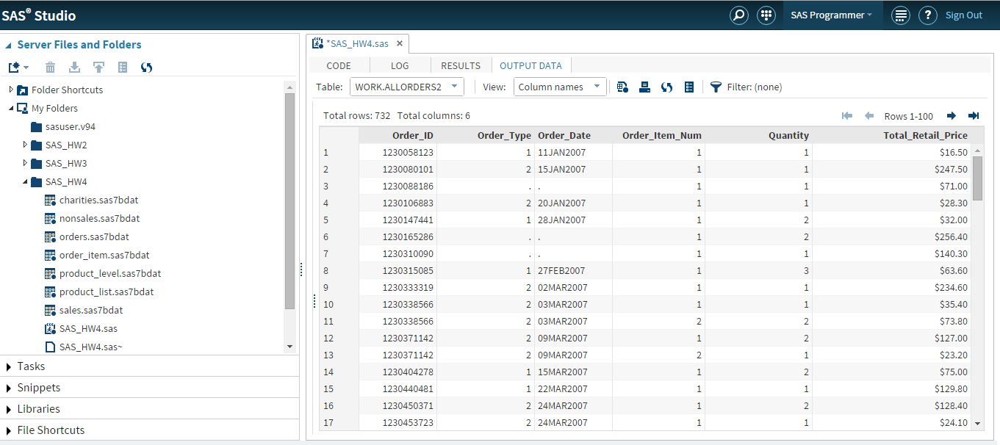 SAS® Studio
SAS Programmer
Sign Out
Server Files and Folders
Folder Shortcuts
My Folders
sasuser.v94
SAS_HW2
SAS_HW3
SAS_HW4
charities.sas7bdat
nonsales.sas7bdat
orders.sas7bdat
order_item.sas7bdat
product_level.sas7bdat
product_list.sas7bdat
sales.sas7bdat
SAS_HW4.sas
SAS_HW4.sas~
Tasks
Snippets
Libraries
File Shortcuts
*SAS_HW4.sas
CODE LOG RESULTS OUTPUT DATA
Table: WORK.ALLORDERS2 View: Column names Filter: (none)
Total rows: 732 Total columns: 6 Rows 1-100
Order_ID Order_Type Order_Date Order_Item_Num Quantity Total_Retail_Price
1 1230058123 1 11JAN2007 1 1 $16.50
2 1230080101 2 15JAN2007 1 1 $247.50
3 1230088186 . . 1 1 $71.00
4 1230106883 2 20JAN2007 1 1 $28.30
5 1230147441 1 28JAN2007 1 2 $32.00
6 1230165286 . . 1 2 $256.40
7 1230310090 . . 1 1 $140.30
8 1230315085 1 27FEB2007 1 3 $63.60
9 1230333319 2 02MAR2007 1 1 $234.60
10 1230338566 2 03MAR2007 1 1 $35.40
11 1230338566 2 03MAR2007 2 2 $73.80
12 1230371142 2 09MAR2007 1 2 $127.00
13 1230371142 2 09MAR2007 2 1 $23.20
14 1230404278 1 15MAR2007 1 2 $75.00
15 1230440481 1 22MAR2007 1 1 $129.80
16 1230450371 2 24MAR2007 1 2 $128.40
17 1230453723 2 24MAR2007 1 1 $24.10